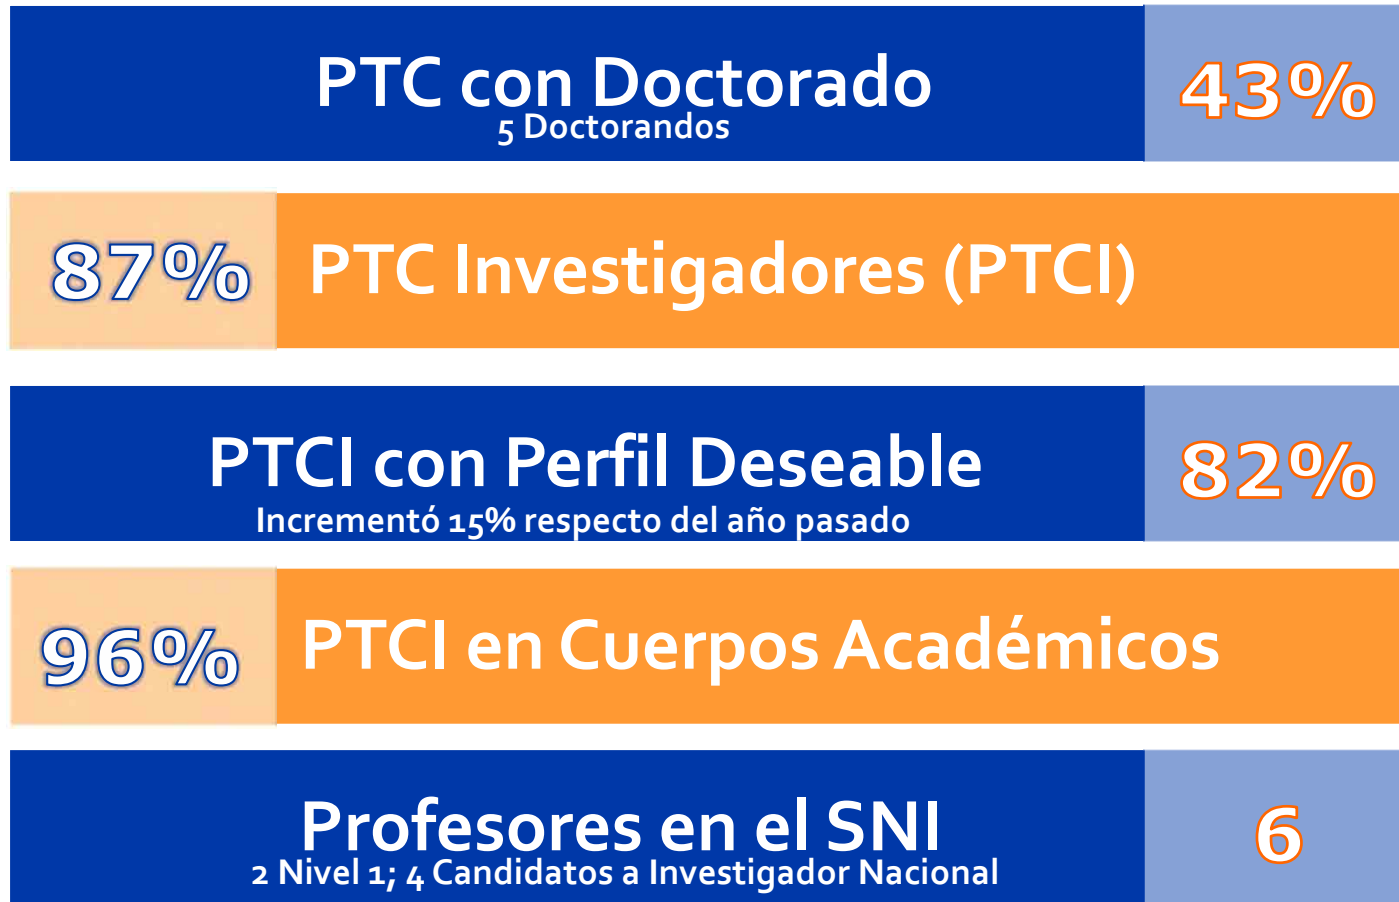 PTC con Doctorado
5 Doctorandos
43%
87%
PTC Investigadores (PTCI)
PTCI con Perfil Deseable
Incrementó 15% respecto del año pasado
82%
96%
PTCI en Cuerpos Académicos
Profesores en el SNI
2 Nivel 1; 4 Candidatos a Investigador Nacional
6